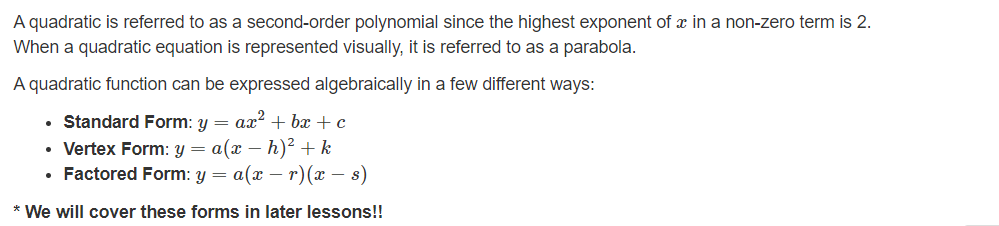 A quadratic is referred to as a second-order polynomial since the highest exponent of x in a non-zero term is 2.
When a quadratic equation is represented visually, it is referred to as a parabola.
A quadratic function can be expressed algebraically in a few different ways:
• Standard Form: y = ax² + bx + c
• Vertex Form: y = a(x − h)² + k
• Factored Form: y = a(x − r)(x − s)
* We will cover these forms in later lessons!!